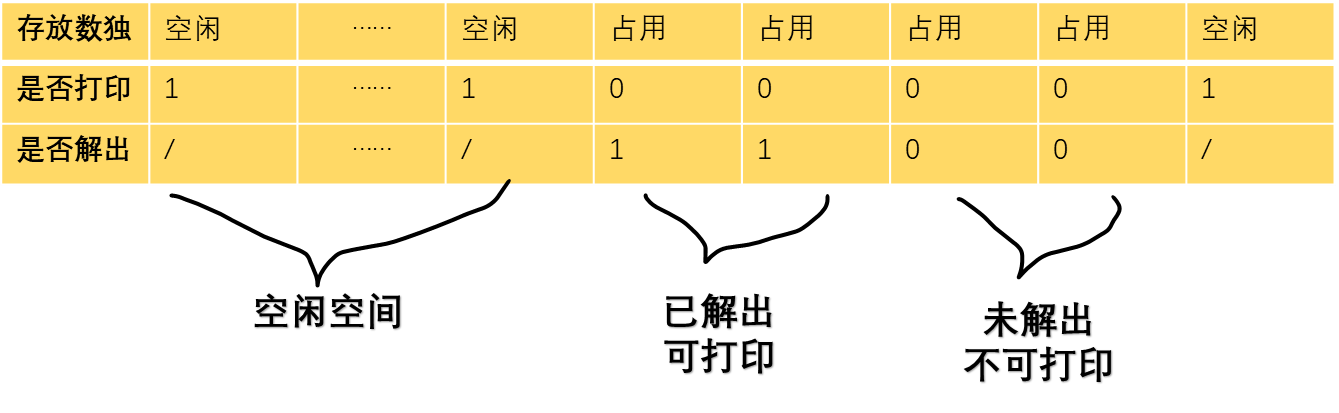 存放数独 空闲 …… 空闲 占用 占用 占用 占用 空闲
是否打印 1 …… 1 0 0 0 0 1
是否解出 / …… / 1 1 0 0 /
空闲空间
已解出
可打印
未解出
不可打印